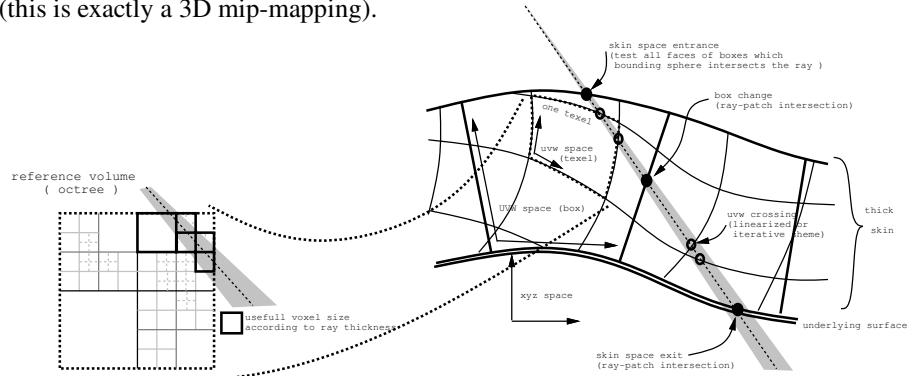 (this is exactly a 3D mip-mapping).
skin space entrance
(test all faces of boxes which
bounding sphere intersects the ray )
box change
(ray-patch intersection)
one texel
uvw space
(texel)
reference volume
( octree )
UVW space (box)
uvw crossing
(linearized or
iterative scheme)
thick
skin
xyz space
usefull voxel size
according to ray thickness
underlying surface
skin space exit
(ray-patch intersection)